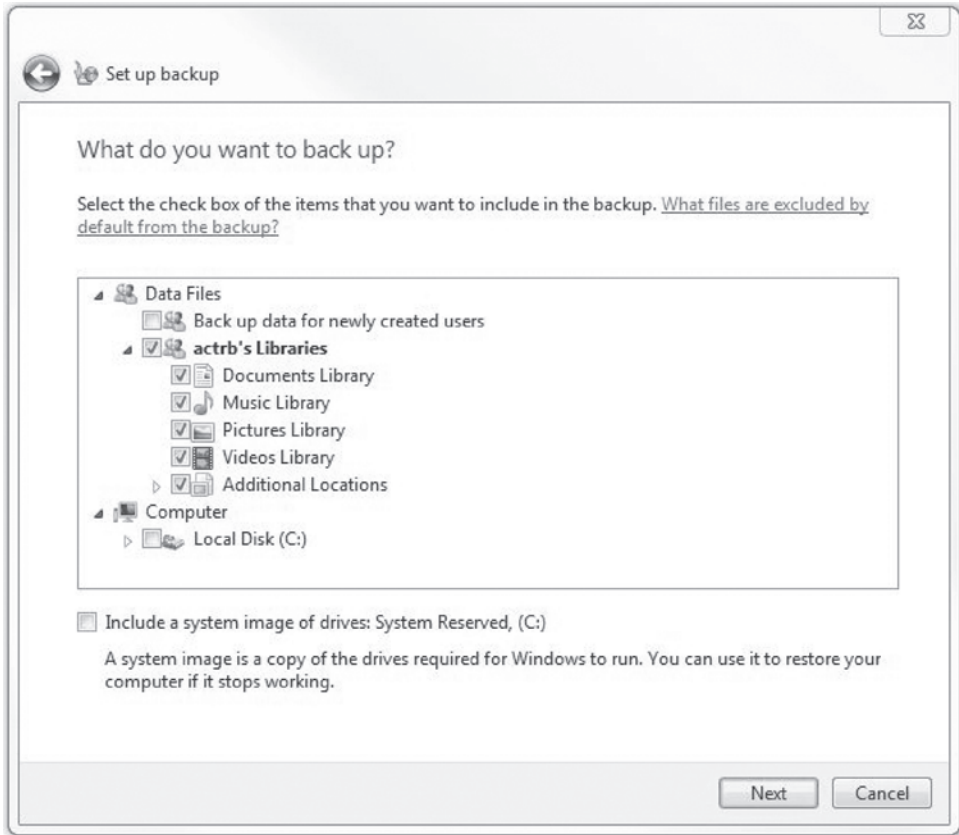 Set up backup
What do you want to back up?
Select the check box of the items that you want to include in the backup. What files are excluded by
default from the backup?
Data Files
Back up data for newly created users
actrb's Libraries
Documents Library
Music Library
Pictures Library
Videos Library
Additional Locations
Computer
Local Disk (C:)
Include a system image of drives: System Reserved, (C:)
A system image is a copy of the drives required for Windows to run. You can use it to restore your
computer if it stops working.
Next Cancel